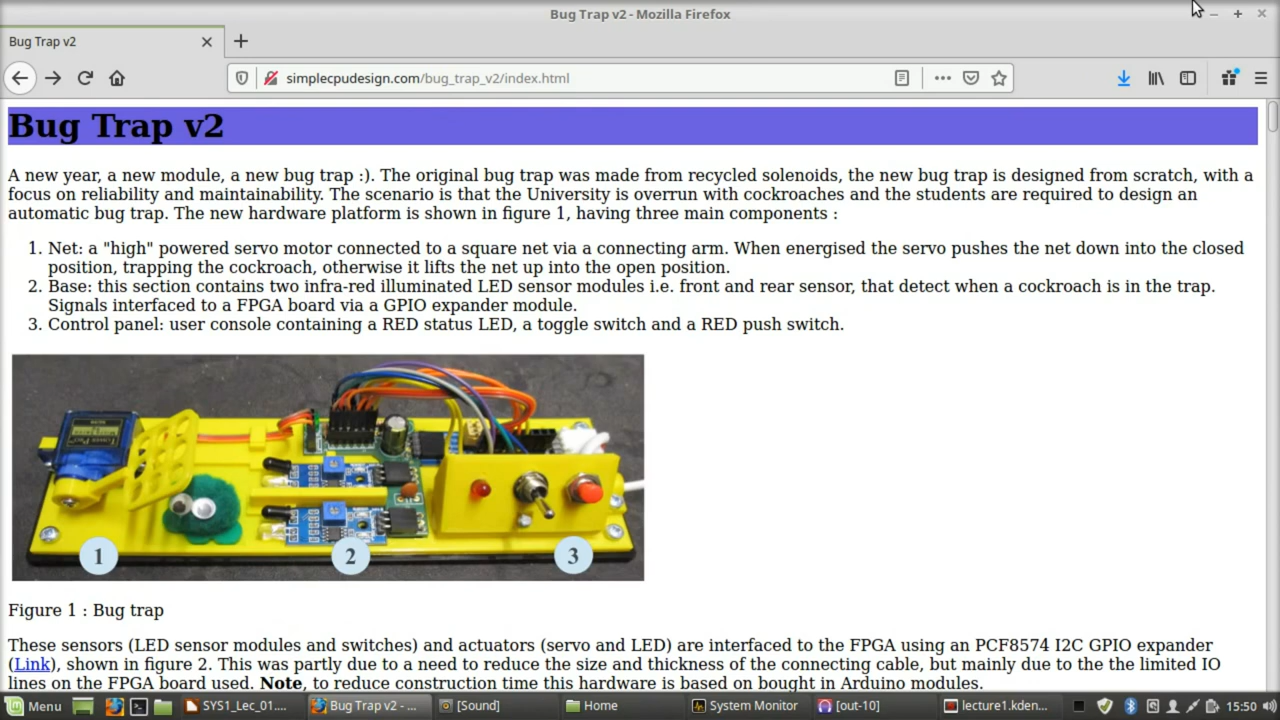 Bug Trap v2 - Mozilla Firefox
Bug Trap v2
simplecpudesign.com/bug_trap_v2/index.html
Bug Trap v2
A new year, a new module, a new bug trap :). The original bug trap was made from recycled solenoids, the new bug trap is designed from scratch, with a
focus on reliability and maintainability. The scenario is that the University is overrun with cockroaches and the students are required to design an
automatic bug trap. The new hardware platform is shown in figure 1, having three main components :
1. Net: a "high" powered servo motor connected to a square net via a connecting arm. When energised the servo pushes the net down into the closed
position, trapping the cockroach, otherwise it lifts the net up into the open position.
2. Base: this section contains two infra-red illuminated LED sensor modules i.e. front and rear sensor, that detect when a cockroach is in the trap.
Signals interfaced to a FPGA board via a GPIO expander module.
3. Control panel: user console containing a RED status LED, a toggle switch and a RED push switch.
1 2 3
Figure 1 : Bug trap
These sensors (LED sensor modules and switches) and actuators (servo and LED) are interfaced to the FPGA using an PCF8574 I2C GPIO expander
(Link), shown in figure 2. This was partly due to a need to reduce the size and thickness of the connecting cable, but mainly due to the the limited IO
lines on the FPGA board used. Note, to reduce construction time this hardware is based on bought in Arduino modules.
Menu SYS1_Lec_01.... Bug Trap v2 - ... [Sound] Home System Monitor [out-10] lecture1.kden... 15:50